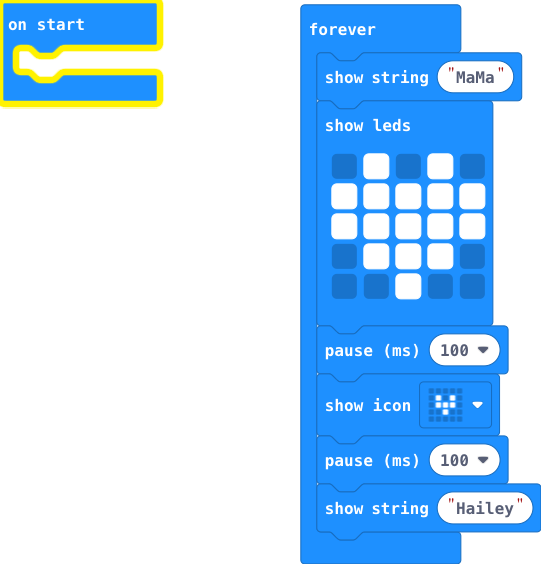 on start
forever
show string "MaMa"
show leds
pause (ms) 100
show icon
pause (ms) 100
show string "Hailey"